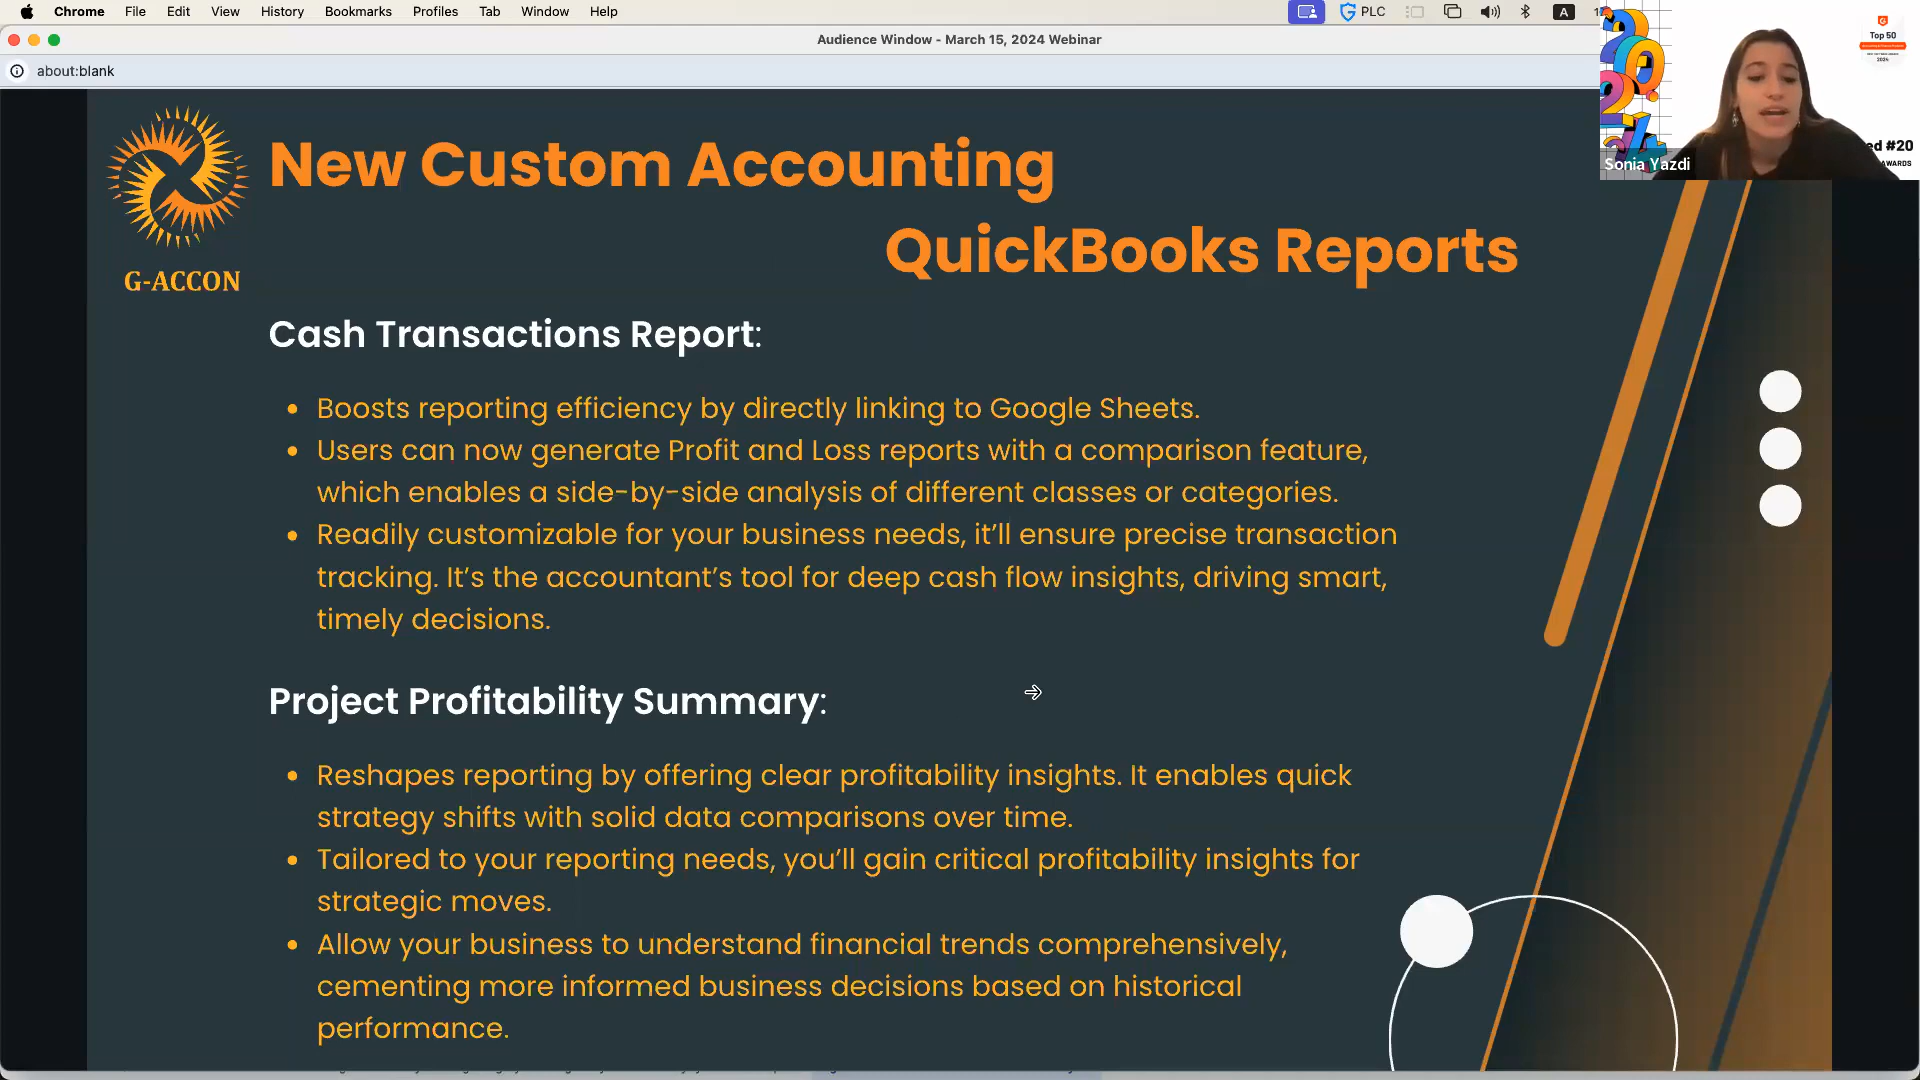 Chrome File Edit View History Bookmarks Profiles Tab Window Help PLC A
Audience Window - March 15, 2024 Webinar
about:blank
Top 50
2024
Sonia Yazdi
ed #20
AWARDS
G-ACCON
New Custom Accounting
QuickBooks Reports
Cash Transactions Report:
• Boosts reporting efficiency by directly linking to Google Sheets.
• Users can now generate Profit and Loss reports with a comparison feature,
which enables a side-by-side analysis of different classes or categories.
• Readily customizable for your business needs, it’ll ensure precise transaction
tracking. It’s the accountant’s tool for deep cash flow insights, driving smart,
timely decisions.
Project Profitability Summary:
• Reshapes reporting by offering clear profitability insights. It enables quick
strategy shifts with solid data comparisons over time.
• Tailored to your reporting needs, you’ll gain critical profitability insights for
strategic moves.
• Allow your business to understand financial trends comprehensively,
cementing more informed business decisions based on historical
performance.